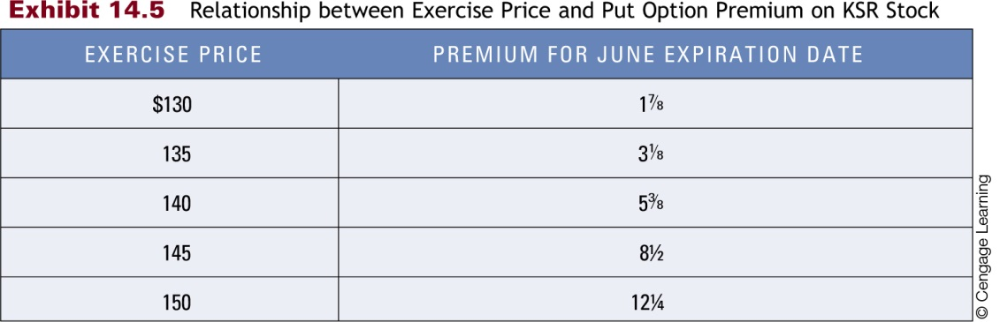 Exhibit 14.5 Relationship between Exercise Price and Put Option Premium on KSR Stock
EXERCISE PRICE PREMIUM FOR JUNE EXPIRATION DATE
$130 1⅞
135 3⅛
140 5⅜
145 8½
150 12¼
© Cengage Learning